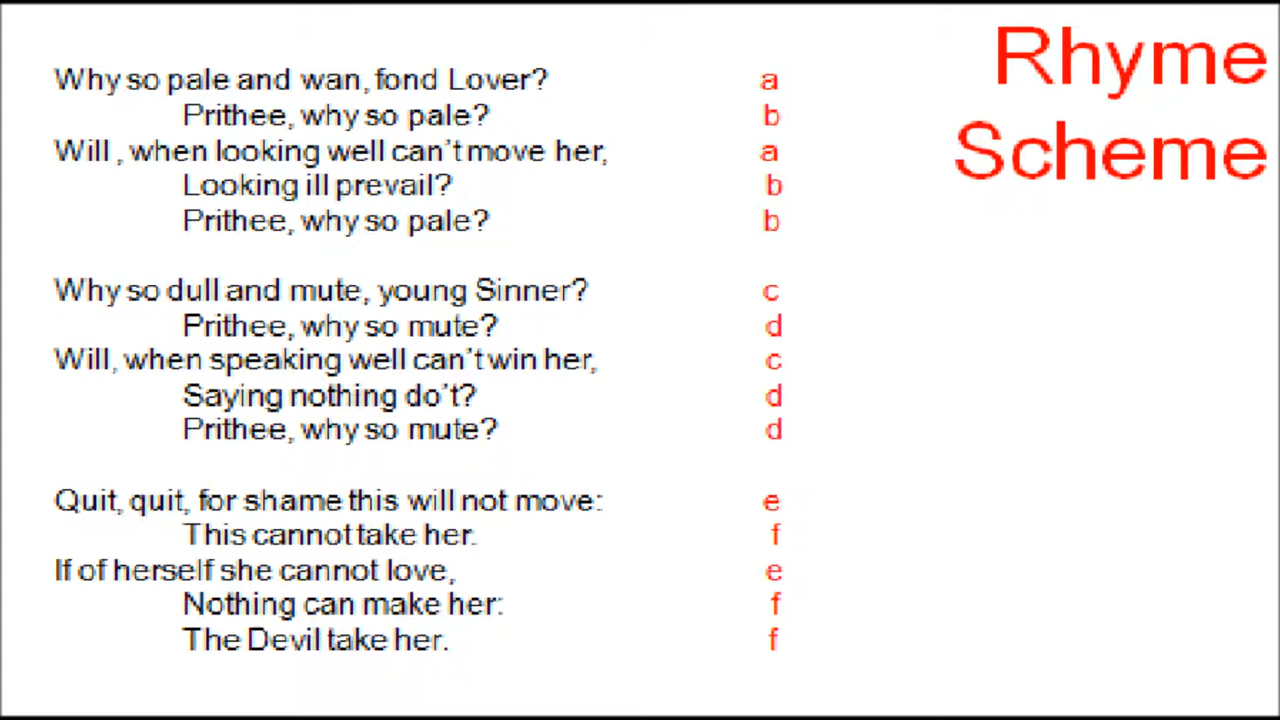 Rhyme
Scheme
Why so pale and wan, fond Lover? a
Prithee, why so pale? b
Will , when looking well can't move her, a
Looking ill prevail? b
Prithee, why so pale? b
Why so dull and mute, young Sinner? c
Prithee, why so mute? d
Will, when speaking well can't win her, c
Saying nothing do't? d
Prithee, why so mute? d
Quit, quit, for shame this will not move: e
This cannot take her. f
If of herself she cannot love, e
Nothing can make her: f
The Devil take her. f